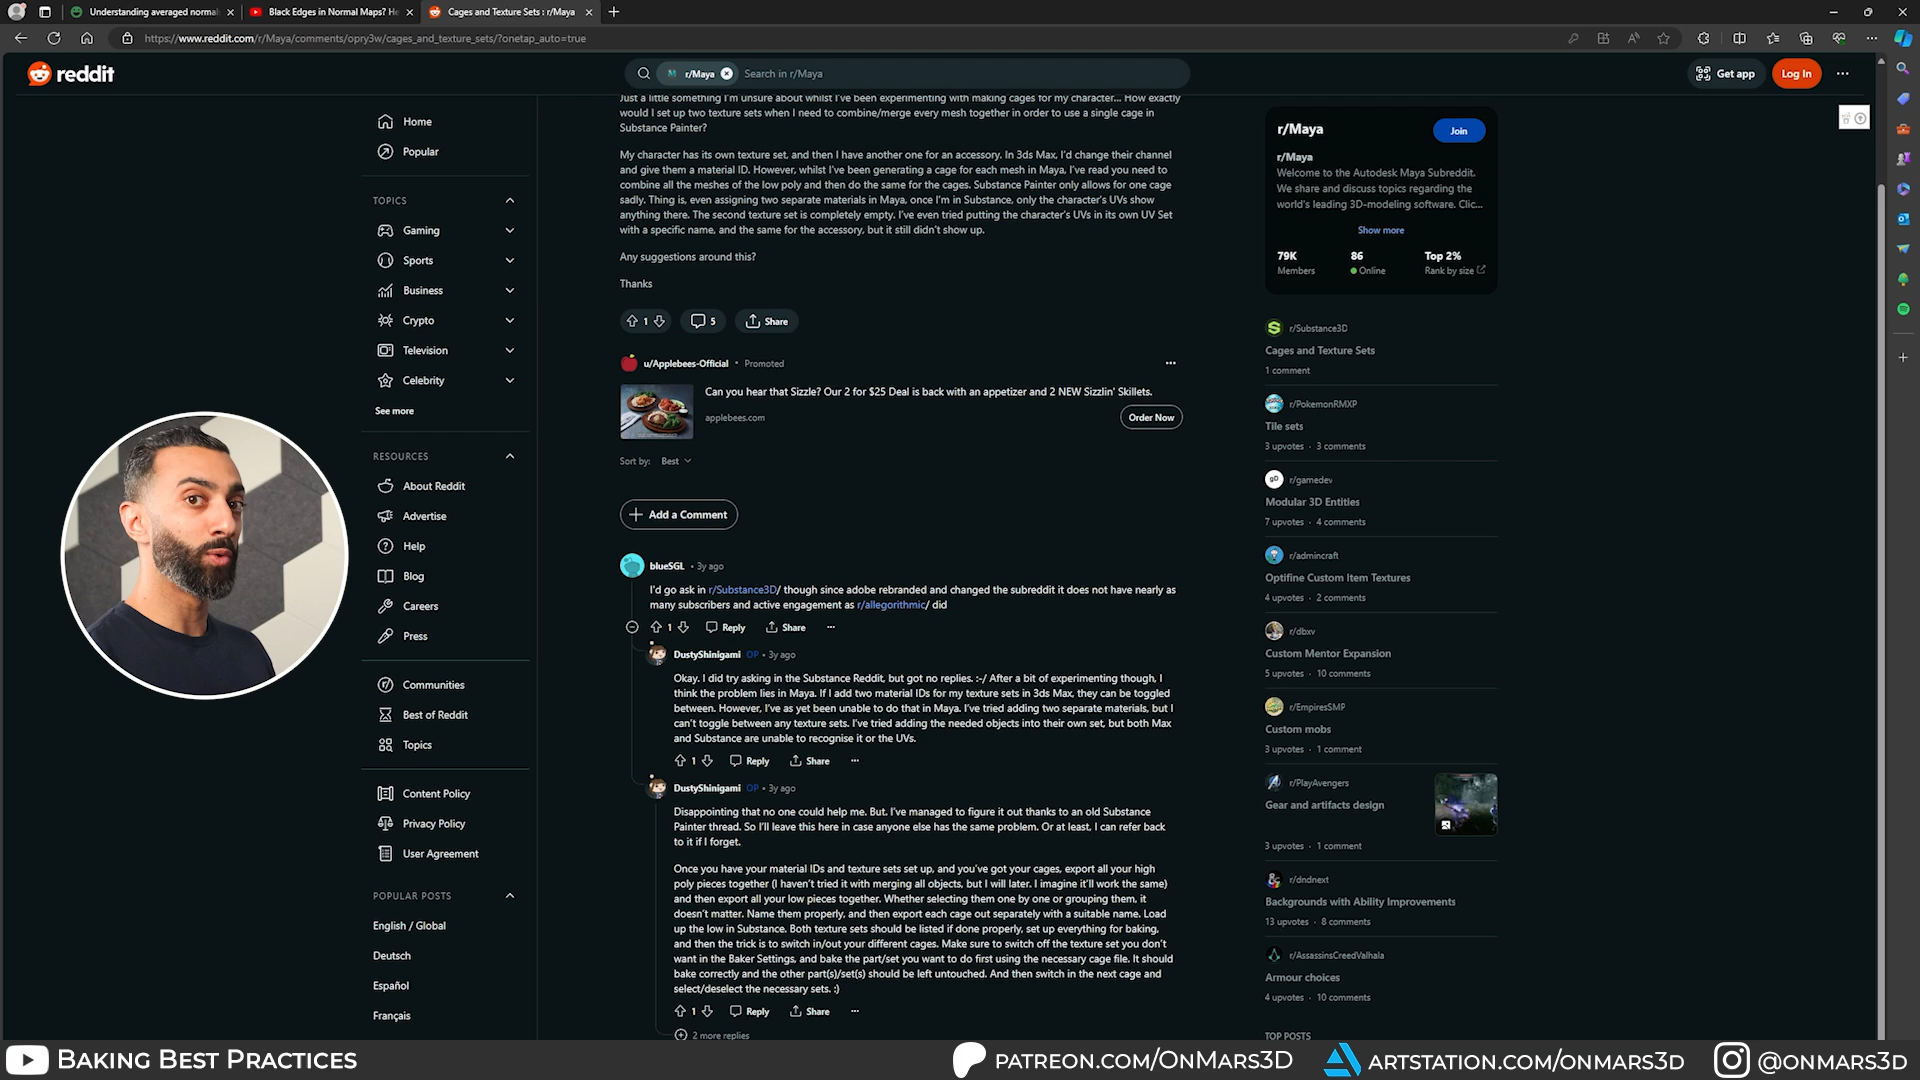 Understanding averaged norma
Black Edges in Normal Maps? He
Cages and Texture Sets : r/Maya
https://www.reddit.com/r/Maya/comments/opry3w/cages_and_texture_sets/?onetap_auto=true
reddit
r/Maya
Search in r/Maya
Get app
Log In
Home
Popular
TOPICS
Gaming
Sports
Business
Crypto
Television
Celebrity
See more
RESOURCES
About Reddit
Advertise
Help
Blog
Careers
Press
Communities
Best of Reddit
Topics
Content Policy
Privacy Policy
User Agreement
POPULAR POSTS
English / Global
Deutsch
Español
Français
Just a little something I'm unsure about whilst I've been experimenting with making cages for my character... How exactly
would I set up two texture sets when I need to combine/merge every mesh together in order to use a single cage in
Substance Painter?
My character has its own texture set, and then I have another one for an accessory. In 3ds Max, I'd change their channel
and give them a material ID. However, whilst I've been generating a cage for each mesh in Maya, I've read you need to
combine all the meshes of the low poly and then do the same for the cages. Substance Painter only allows for one cage
sadly. Thing is, even assigning two separate materials in Maya, once I'm in Substance, only the character's UVs show
anything there. The second texture set is completely empty. I've even tried putting the character's UVs in its own UV Set
with a specific name, and the same for the accessory, but it still didn't show up.
Any suggestions around this?
Thanks
1
5
Share
u/Applebees-Official • Promoted
Can you hear that Sizzle? Our 2 for $25 Deal is back with an appetizer and 2 NEW Sizzlin' Skillets.
applebees.com
Order Now
Sort by: Best
Add a Comment
blueSGL • 3y ago
I'd go ask in r/Substance3D/ though since adobe rebranded and changed the subreddit it does not have nearly as
many subscribers and active engagement as r/allegorithmic/ did
1 Reply Share
DustyShinigami OP • 3y ago
Okay. I did try asking in the Substance Reddit, but got no replies. :-/ After a bit of experimenting though, I
think the problem lies in Maya. If I add two material IDs for my texture sets in 3ds Max, they can be toggled
between. However, I've as yet been unable to do that in Maya. I've tried adding two separate materials, but I
can't toggle between any texture sets. I've tried adding the needed objects into their own set, but both Max
and Substance are unable to recognise it or the UVs.
1 Reply Share
DustyShinigami OP • 3y ago
Disappointing that no one could help me. But. I've managed to figure it out thanks to an old Substance
Painter thread. So I'll leave this here in case anyone else has the same problem. Or at least, I can refer back
to it if I forget.
Once you have your material IDs and texture sets set up, and you've got your cages, export all your high
poly pieces together (I haven't tried it with merging all objects, but I will later. I imagine it'll work the same)
and then export all your low pieces together. Whether selecting them one by one or grouping them, it
doesn't matter. Name them properly, and then export each cage out separately with a suitable name. Load
up the low in Substance. Both texture sets should be listed if done properly, set up everything for baking,
and then the trick is to switch in/out your different cages. Make sure to switch off the texture set you don't
want in the Baker Settings, and bake the part/set you want to do first using the necessary cage file. It should
bake correctly and the other part(s)/set(s) should be left untouched. And then switch in the next cage and
select/deselect the necessary sets. :)
1 Reply Share
2 more replies
r/Maya
Join
r/Maya
Welcome to the Autodesk Maya Subreddit.
We share and discuss topics regarding the
world's leading 3D-modeling software. Clic...
Show more
79K 86 Top 2%
Members Online Rank by size
r/Substance3D
Cages and Texture Sets
1 comment
r/PokemonRMXP
Tile sets
3 upvotes · 3 comments
r/gamedev
Modular 3D Entities
7 upvotes · 4 comments
r/admincraft
Optifine Custom Item Textures
4 upvotes · 2 comments
r/dbxv
Custom Mentor Expansion
5 upvotes · 10 comments
r/EmpiresSMP
Custom mobs
3 upvotes · 1 comment
r/PlayAvengers
Gear and artifacts design
3 upvotes · 1 comment
r/dndnext
Backgrounds with Ability Improvements
13 upvotes · 8 comments
r/AssassinsCreedValhala
Armour choices
4 upvotes · 10 comments
TOP POSTS
BAKING BEST PRACTICES
PATREON.COM/ONMARS3D
ARTSTATION.COM/ONMARS3D
@ONMARS3D